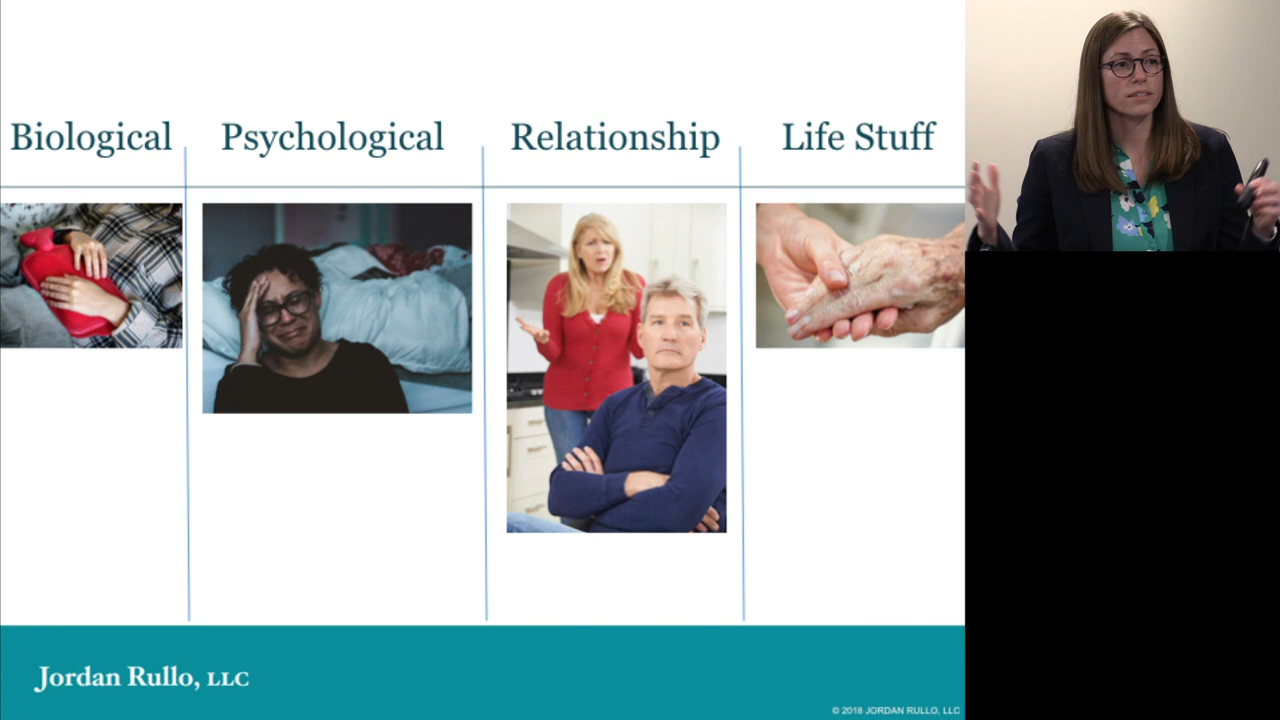 Biological Psychological Relationship Life Stuff
Jordan Rullo, LLC
© 2018 JORDAN RULLO, LLC